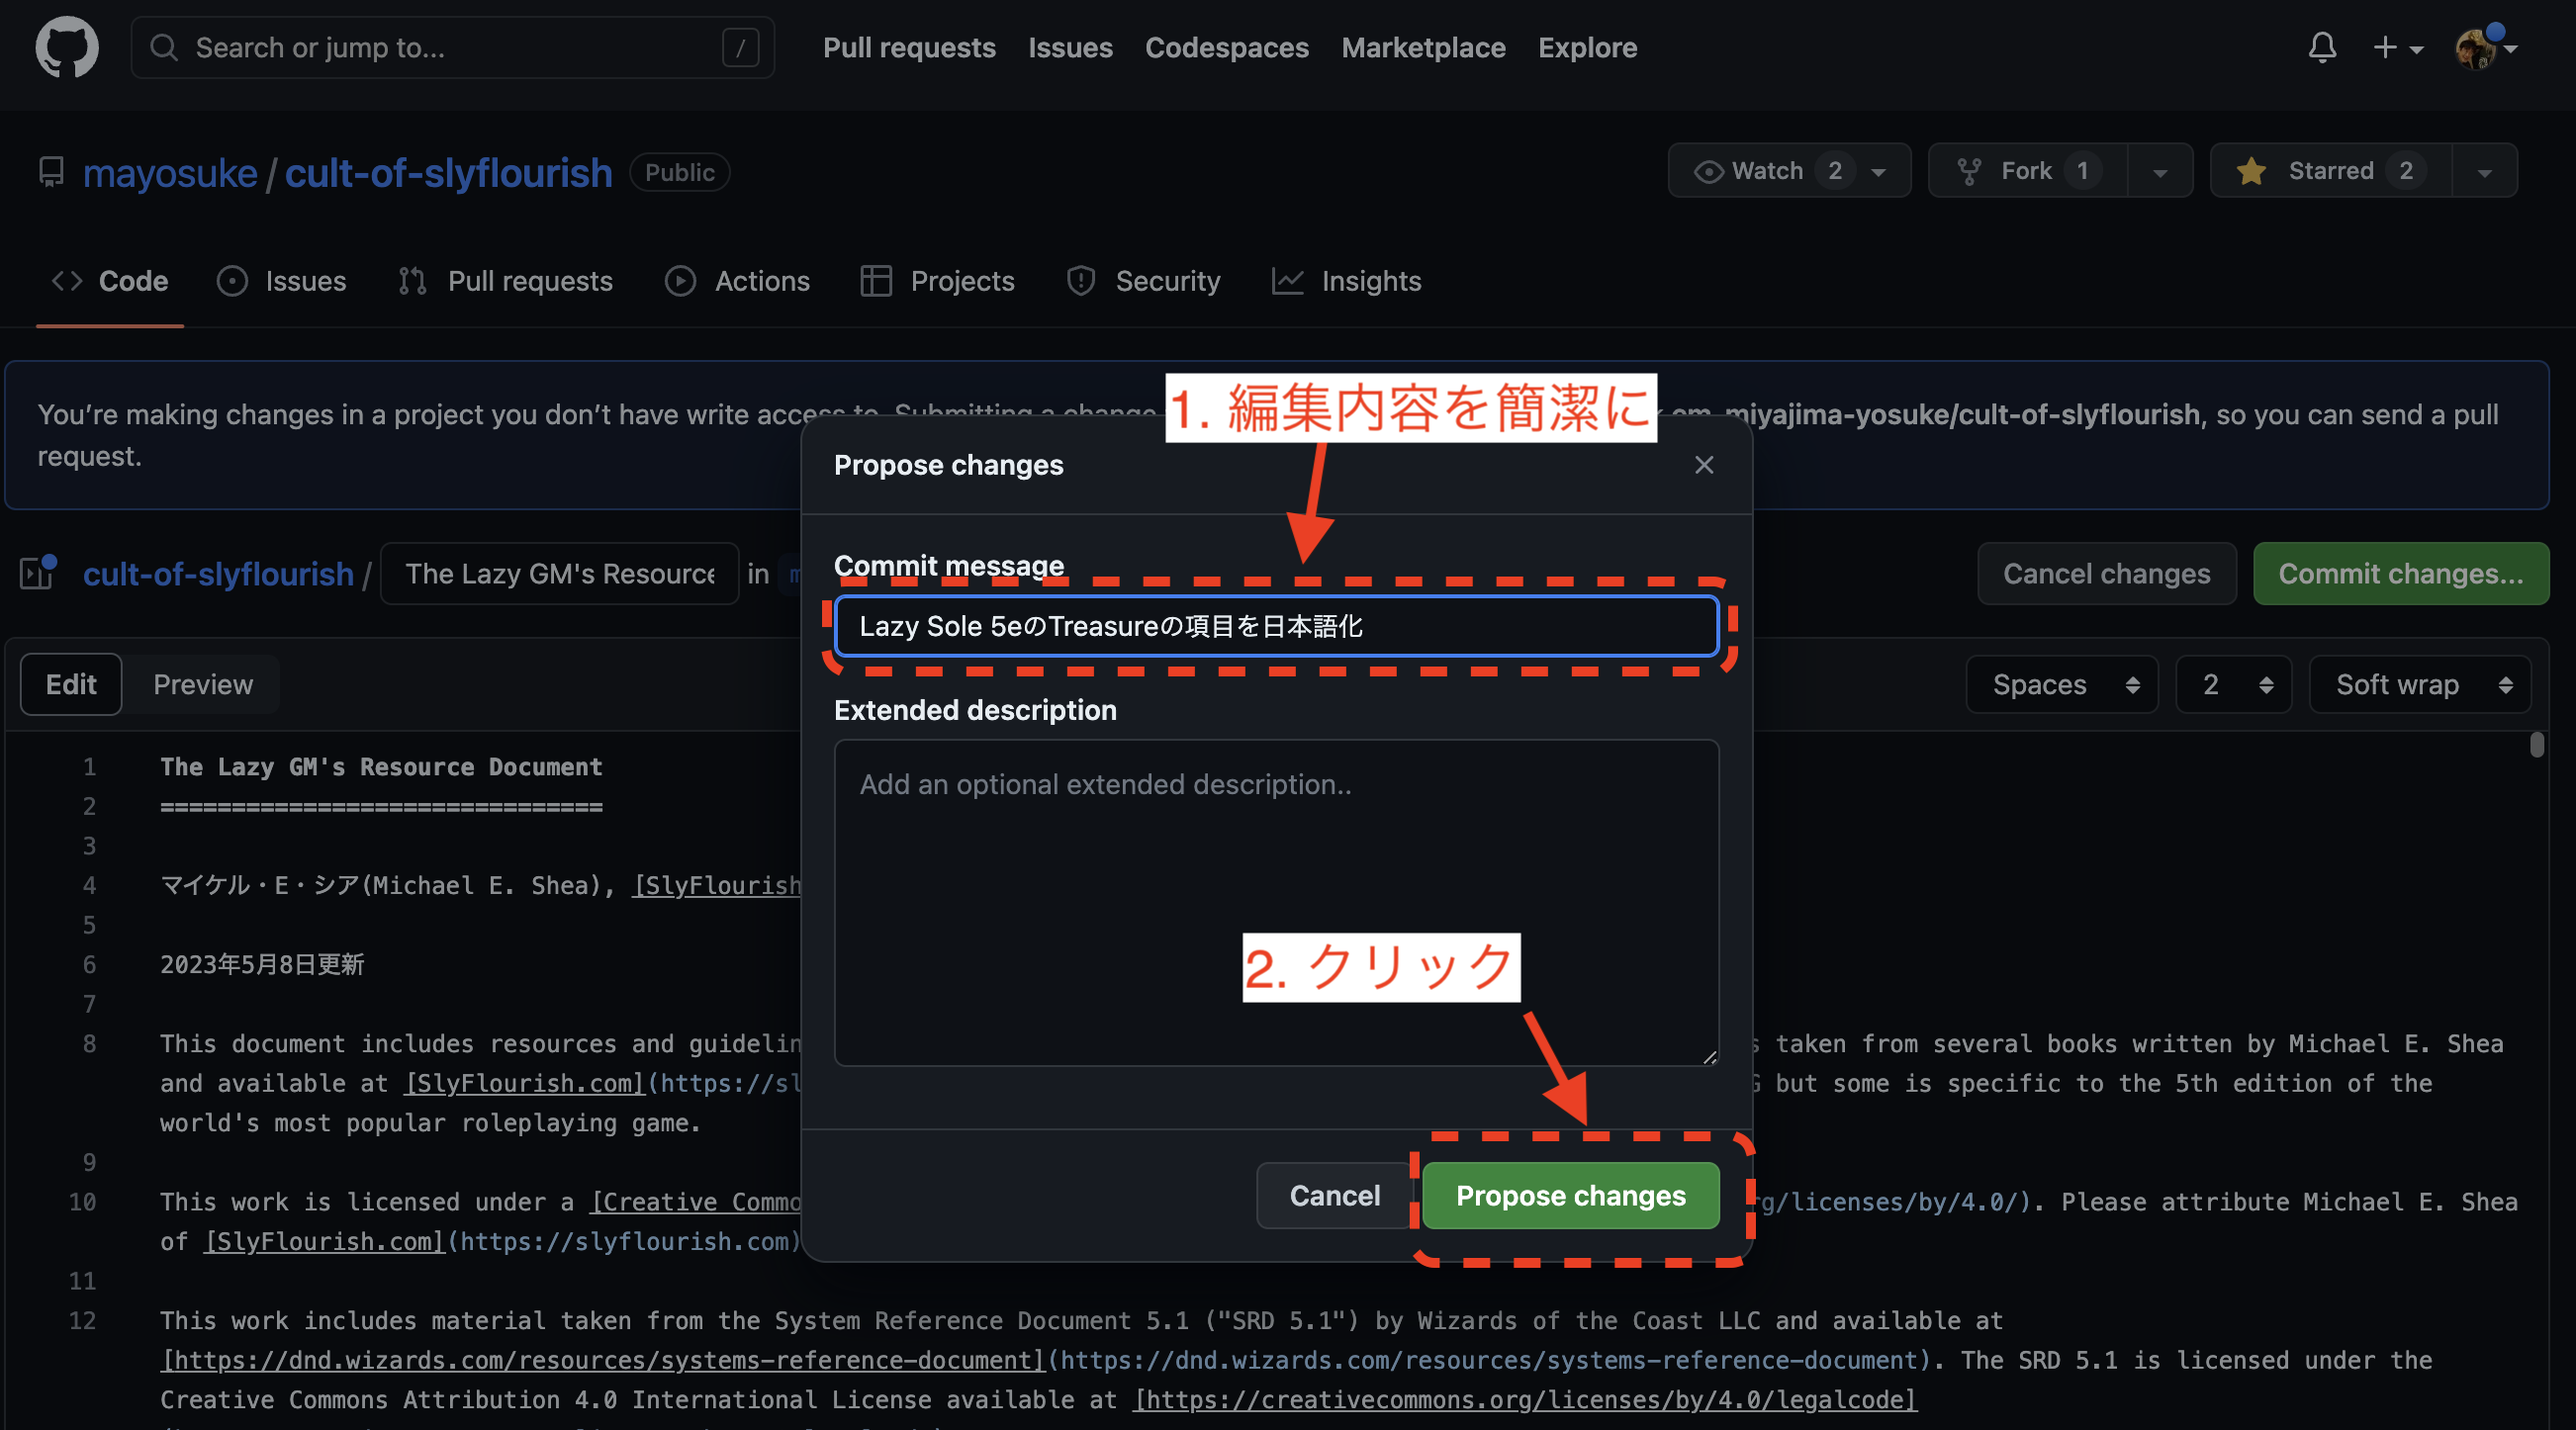 Search or jump to... /
Pull requests Issues Codespaces Marketplace Explore
mayosuke / cult-of-slyflourish Public
Watch 2 Fork 1 Starred 2
Code Issues Pull requests Actions Projects Security Insights
1. 編集内容を簡潔に
You’re making changes in a project you don’t have write access to. Submitting a change miyajima-yosuke/cult-of-slyflourish, so you can send a pull
request.
Propose changes
cult-of-slyflourish / The Lazy GM's Resource in
Cancel changes Commit changes...
Commit message
Lazy Sole 5eのTreasureの項目を日本語化
Edit Preview
Spaces 2 Soft wrap
Extended description
Add an optional extended description..
1 The Lazy GM's Resource Document
2 ===============================
3
4 マイケル・E・シア(Michael E. Shea), [SlyFlourish
5
6 2023年5月8日更新
7
2. クリック
8 This document includes resources and guidelin s taken from several books written by Michael E. Shea
and available at [SlyFlourish.com](https://sl G but some is specific to the 5th edition of the
world's most popular roleplaying game.
9
Cancel Propose changes
10 This work is licensed under a [Creative Commo rg/licenses/by/4.0/). Please attribute Michael E. Shea
of [SlyFlourish.com](https://slyflourish.com)
11
12 This work includes material taken from the System Reference Document 5.1 ("SRD 5.1") by Wizards of the Coast LLC and available at
[https://dnd.wizards.com/resources/systems-reference-document](https://dnd.wizards.com/resources/systems-reference-document). The SRD 5.1 is licensed under the
Creative Commons Attribution 4.0 International License available at [https://creativecommons.org/licenses/by/4.0/legalcode]